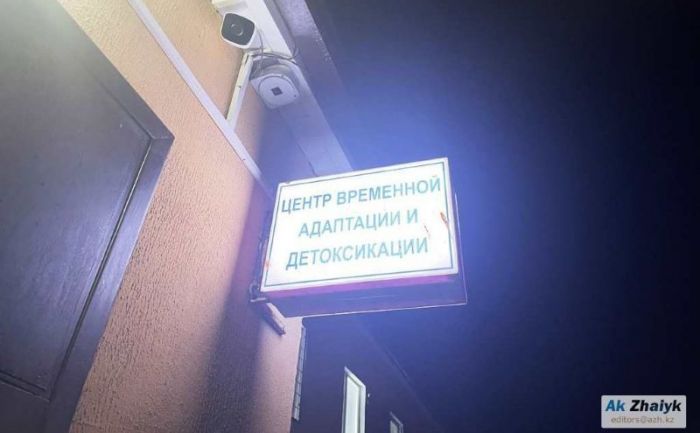 ЦЕНТР ВРЕМЕННОЙ
АДАПТАЦИИ И
ДЕТОКСИКАЦИИ
Ak Zhaiyk
editors@azh.kz